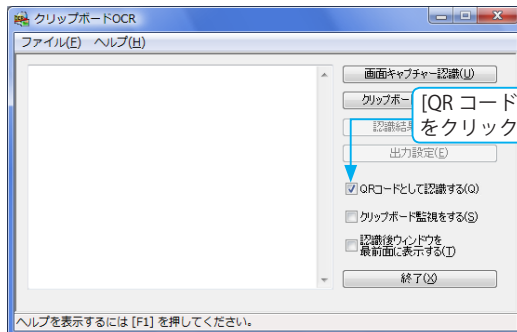 クリップボードOCR
ファイル(F) ヘルプ(H)
画面キャプチャー認識(U)
クリップボー
[QR コード
をクリック
認識結果
出力設定(E)
QRコードとして認識する(Q)
クリップボード監視をする(S)
認識後ウィンドウを
最前面に表示する(T)
終了(X)
ヘルプを表示するには [F1] を押してください。